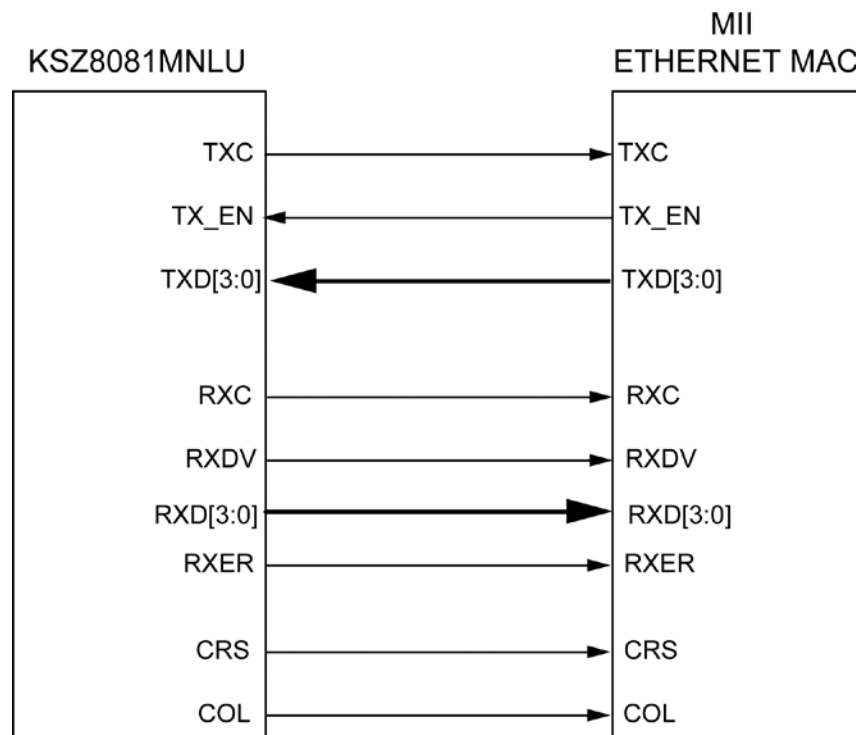 MII
KSZ8081MNLU ETHERNET MAC
TXC TXC
TX_EN TX_EN
TXD[3:0] TXD[3:0]
RXC RXC
RXDV RXDV
RXD[3:0] RXD[3:0]
RXER RXER
CRS CRS
COL COL